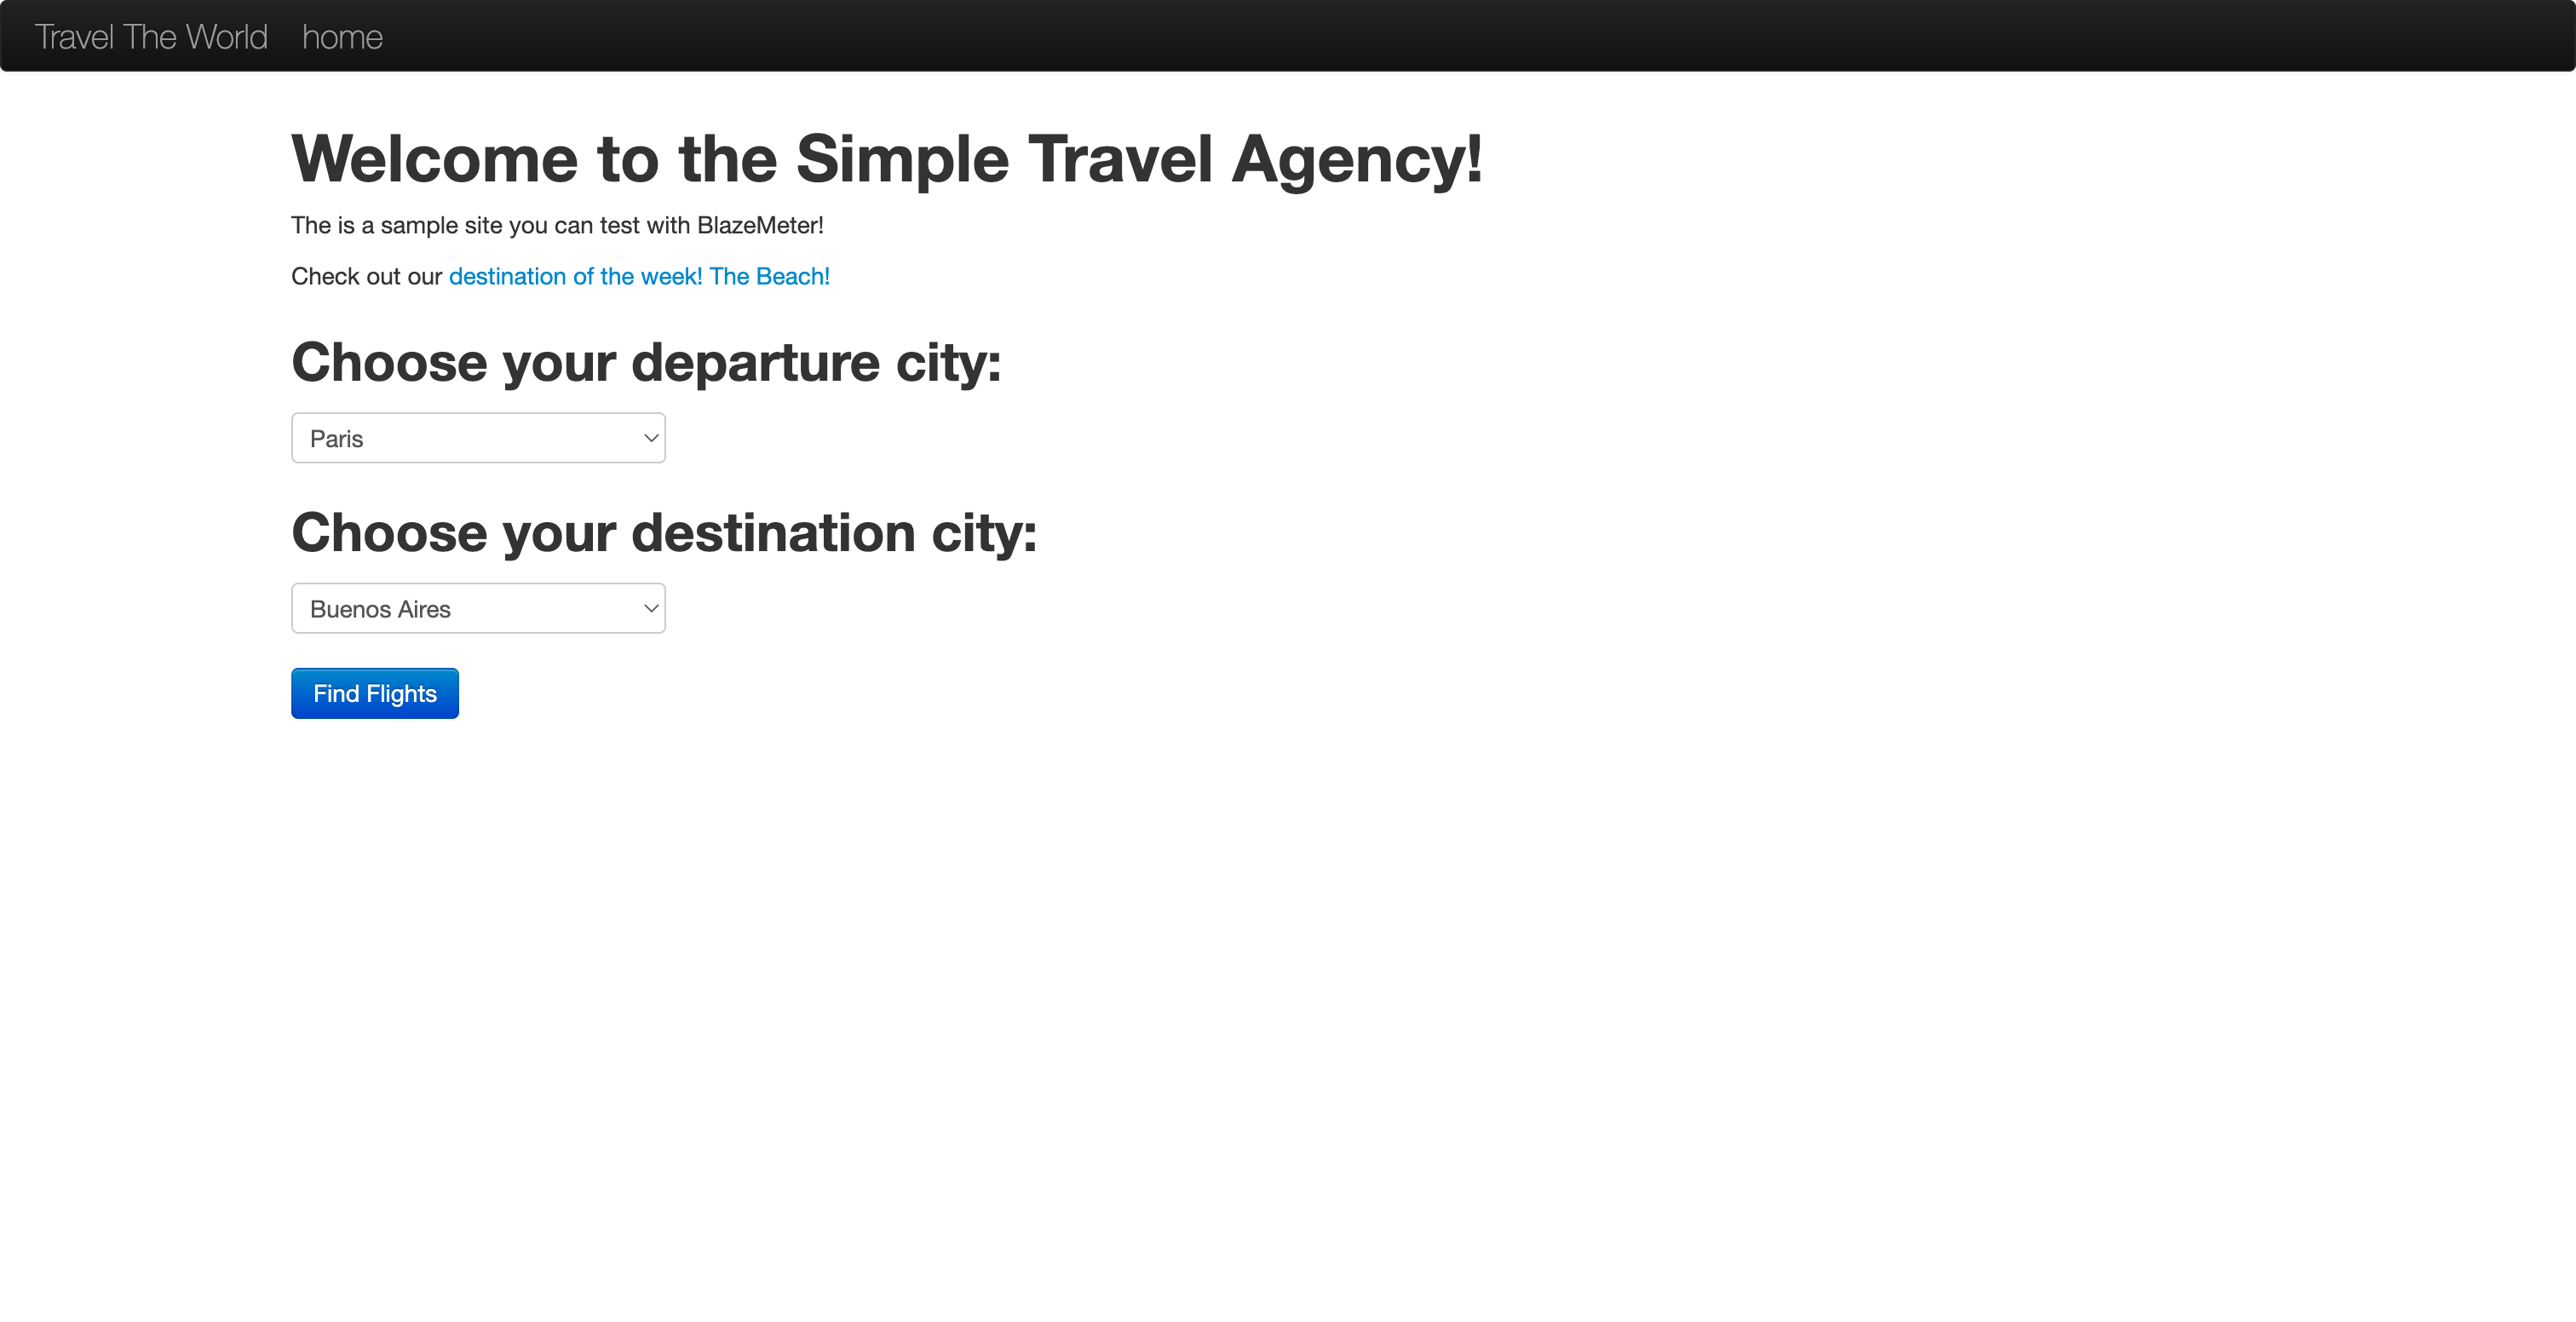 Travel The World home
Welcome to the Simple Travel Agency!
The is a sample site you can test with BlazeMeter!
Check out our destination of the week! The Beach!
Choose your departure city:
Paris
Choose your destination city:
Buenos Aires
Find Flights